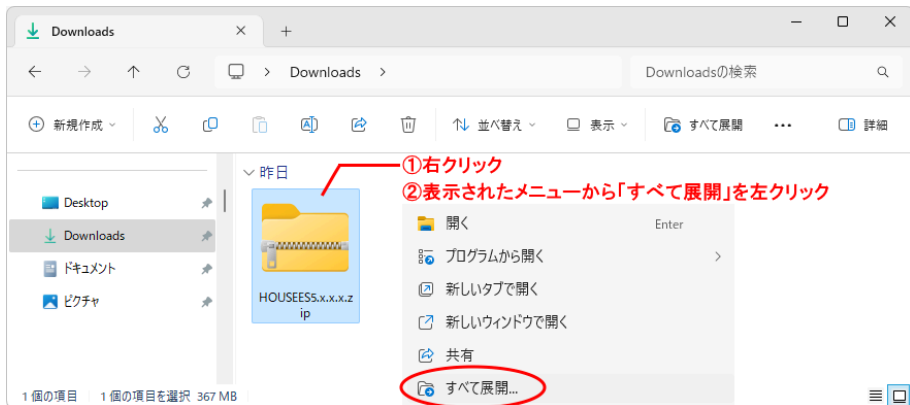 Downloads
Downloads
Downloadsの検索
新規作成
並べ替え
表示
すべて展開
詳細
昨日
①右クリック
②表示されたメニューから「すべて展開」を左クリック
Desktop
Downloads
ドキュメント
ピクチャ
HOUSEES5.x.x.x.z
ip
開く Enter
プログラムから開く
新しいタブで開く
新しいウィンドウで開く
共有
すべて展開...
1 個の項目 1 個の項目を選択 367 MB